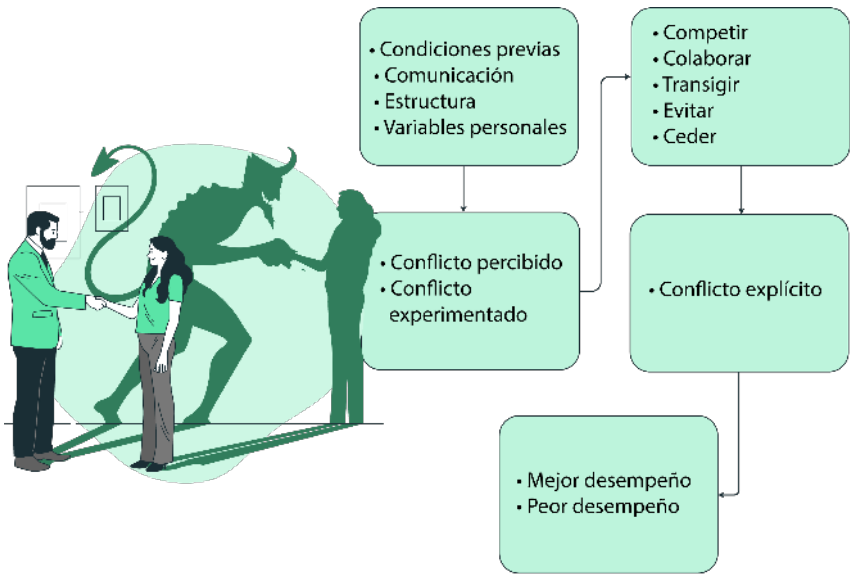 • Condiciones previas
• Comunicación
• Estructura
• Variables personales
• Conflicto percibido
• Conflicto
experimentado
• Competir
• Colaborar
• Transigir
• Evitar
• Ceder
• Conflicto explícito
• Mejor desempeño
• Peor desempeño